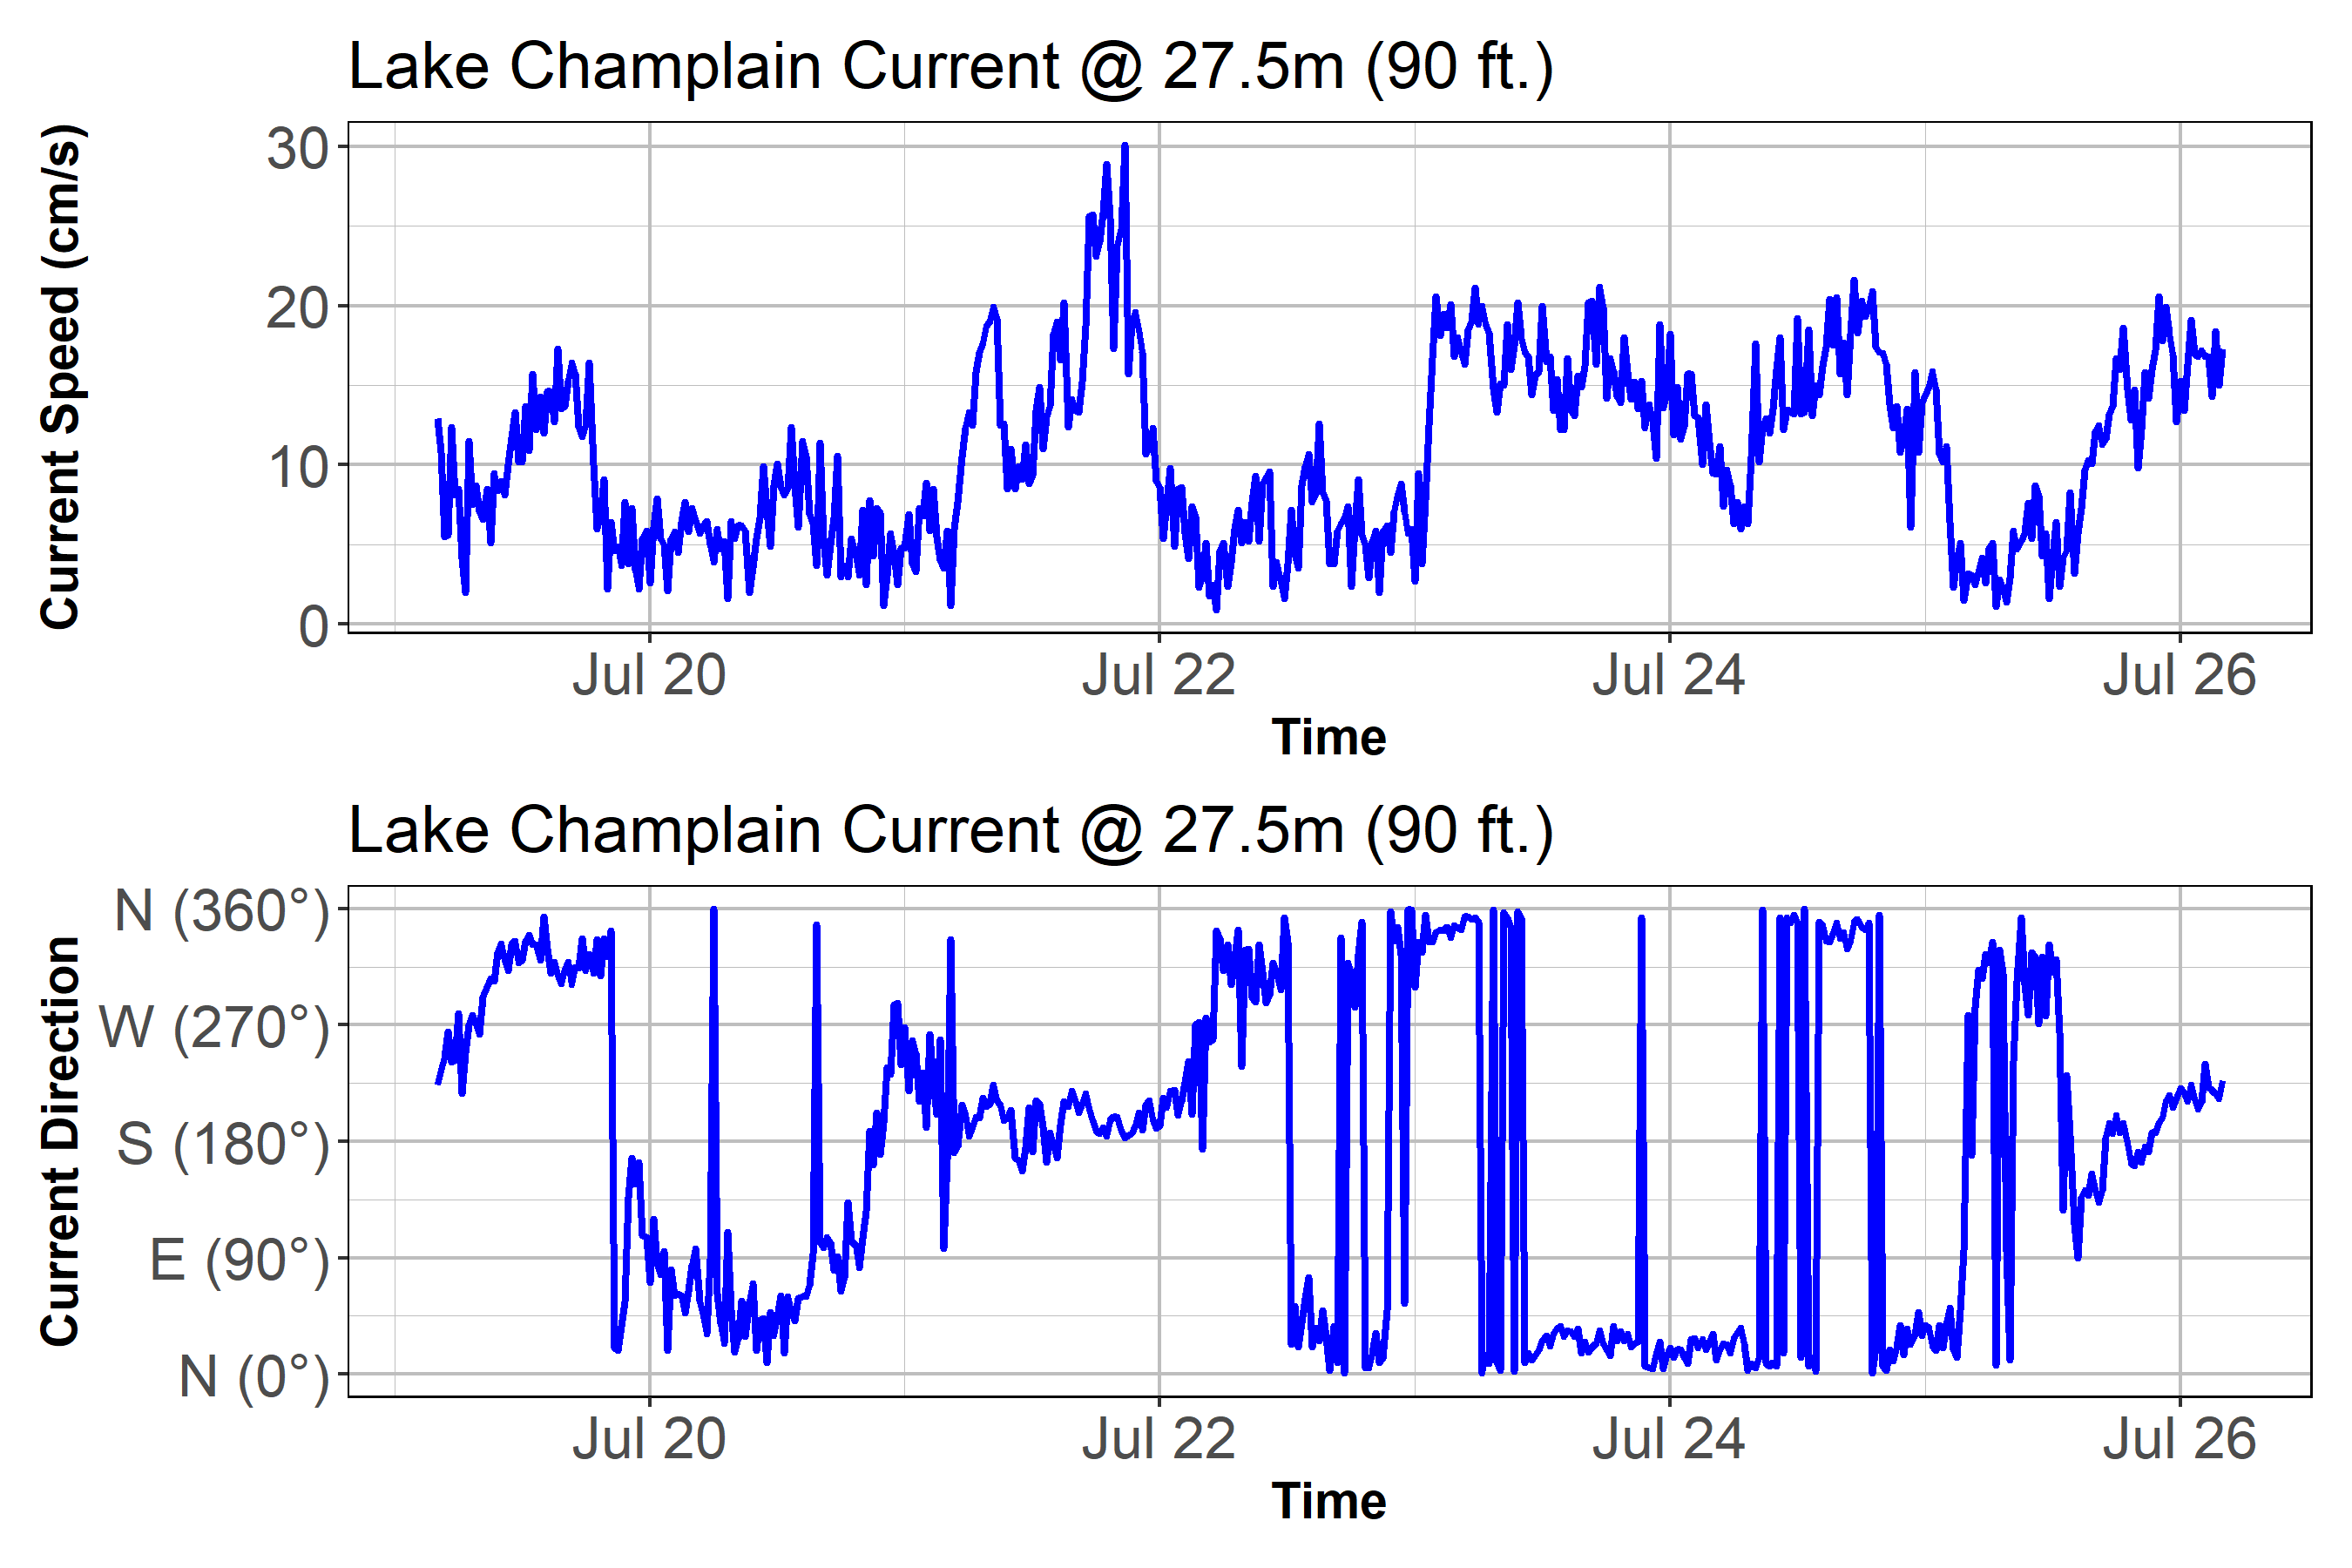 Lake Champlain Current @ 27.5m (90 ft.)
Current Speed (cm/s)
30
20
10
0
Jul 20 Jul 22 Jul 24 Jul 26
Time
Lake Champlain Current @ 27.5m (90 ft.)
Current Direction
N (360°)
W (270°)
S (180°)
E (90°)
N (0°)
Jul 20 Jul 22 Jul 24 Jul 26
Time